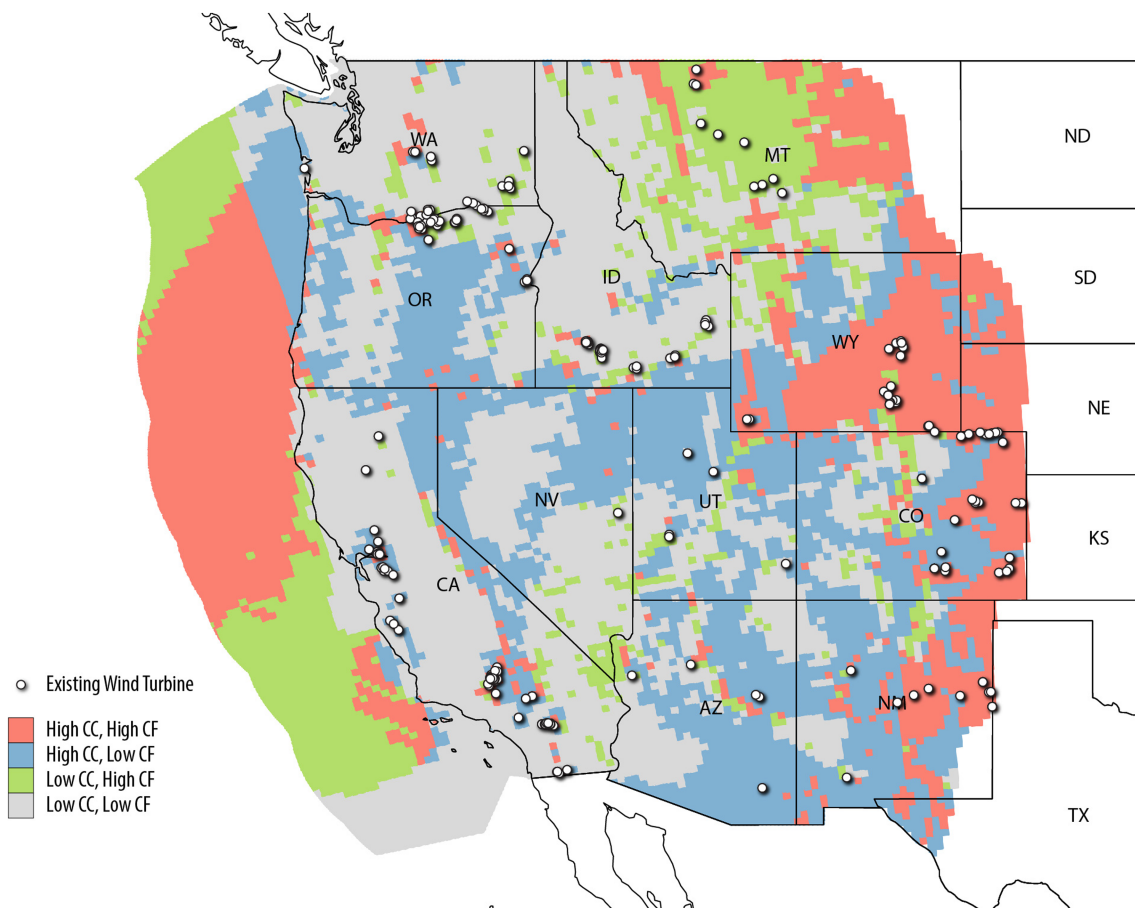 WA
MT
ND
OR
ID
SD
WY
NE
NV
UT
CO
KS
CA
AZ
NM
TX
Existing Wind Turbine
High CC, High CF
High CC, Low CF
Low CC, High CF
Low CC, Low CF